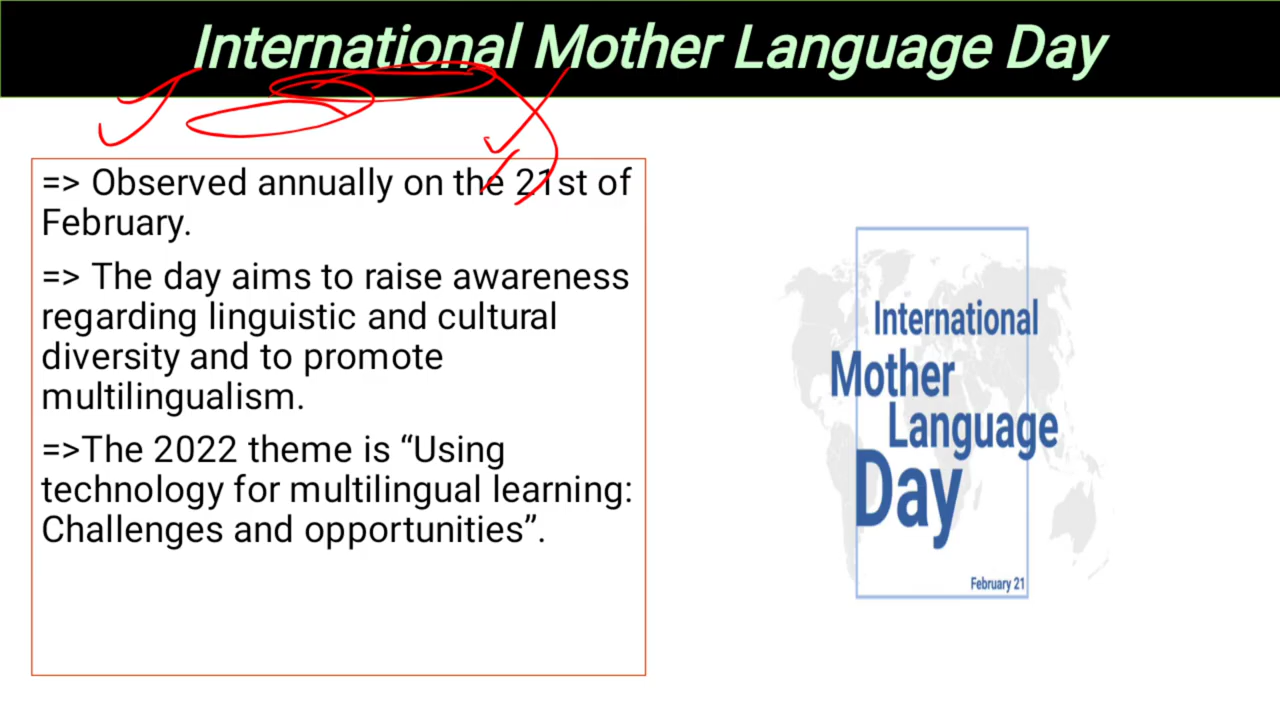 International Mother Language Day
=> Observed annually on the 21st of
February.
=> The day aims to raise awareness
regarding linguistic and cultural
diversity and to promote
multilingualism.
=>The 2022 theme is “Using
technology for multilingual learning:
Challenges and opportunities”.
International
Mother
Language
Day
February 21